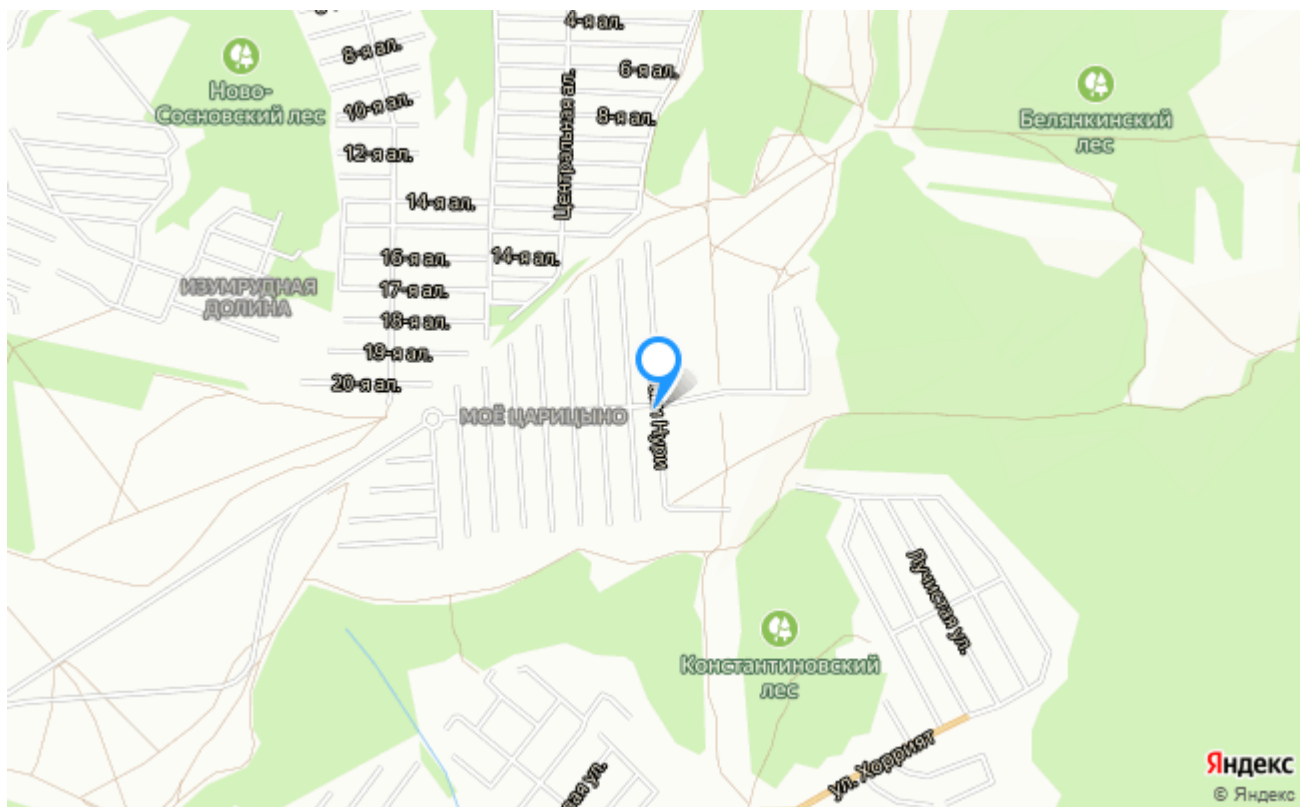 4-я ал.
8-я ал.
6-я ал.
Ново-
Сосновский лес
10-я ал.
8-я ал.
Белянкинский
лес
12-я ал.
Центральная ал.
14-я ал.
16-я ал.
14-я ал.
ИЗУМРУДНАЯ
ДОЛИНА
17-я ал.
18-я ал.
19-я ал.
20-я ал.
МОЁ ЦАРИЦЫНО
Нури
Лучистая ул.
Константиновский
лес
ул. Хоррият
ул.
Яндекс
© Яндекс